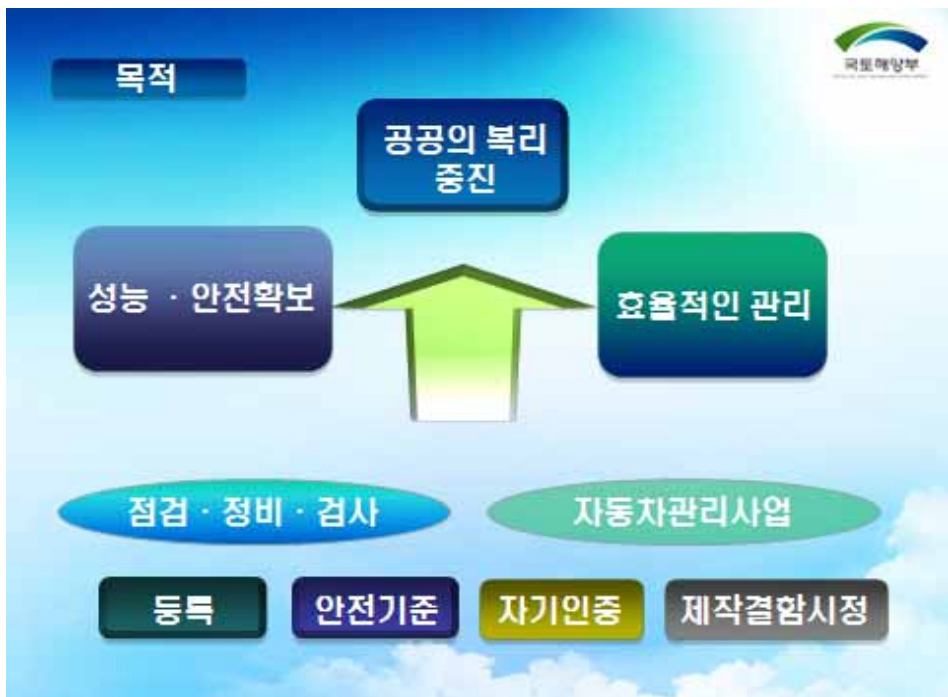 목적
국토해양부
공공의 복리
증진
성능 · 안전확보
효율적인 관리
점검 · 정비 · 검사
자동차관리사업
등록
안전기준
자기인증
제작결함시정